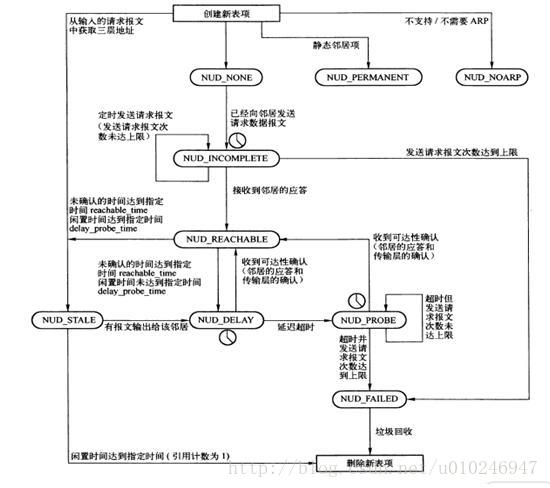 创建新表项
从输入的请求报文
中获取三层地址
静态邻居项
不支持/不需要 ARP
NUD_NONE
NUD_PERMANENT
NUD_NOARP
定时发送请求报文
(发送请求报文次
数未达上限)
已经向邻居发送
请求数据报文
NUD_INCOMPLETE
发送请求报文次数达到上限
接收到邻居的应答
未确认的时间达到指定
时间 reachable_time
闲置时间达到指定时间
delay_probe_time
NUD_REACHABLE
未确认的时间达到指定
时间 reachable_time
闲置时间未达到指定时间
delay_probe_time
收到可达性确认
(邻居的应答和
传输层的确认)
收到可达性确认
(邻居的应答和
传输层的确认)
NUD_STALE
有报文输出给该邻居
NUD_DELAY
延迟超时
NUD_PROBE
超时但
发送请
求报文
次数未
达上限
超时并
发送请
求报文
次数达
到上限
NUD_FAILED
垃圾回收
闲置时间达到指定时间(引用计数为1)
删除新表项
http://blog.csdn.net/u010246947